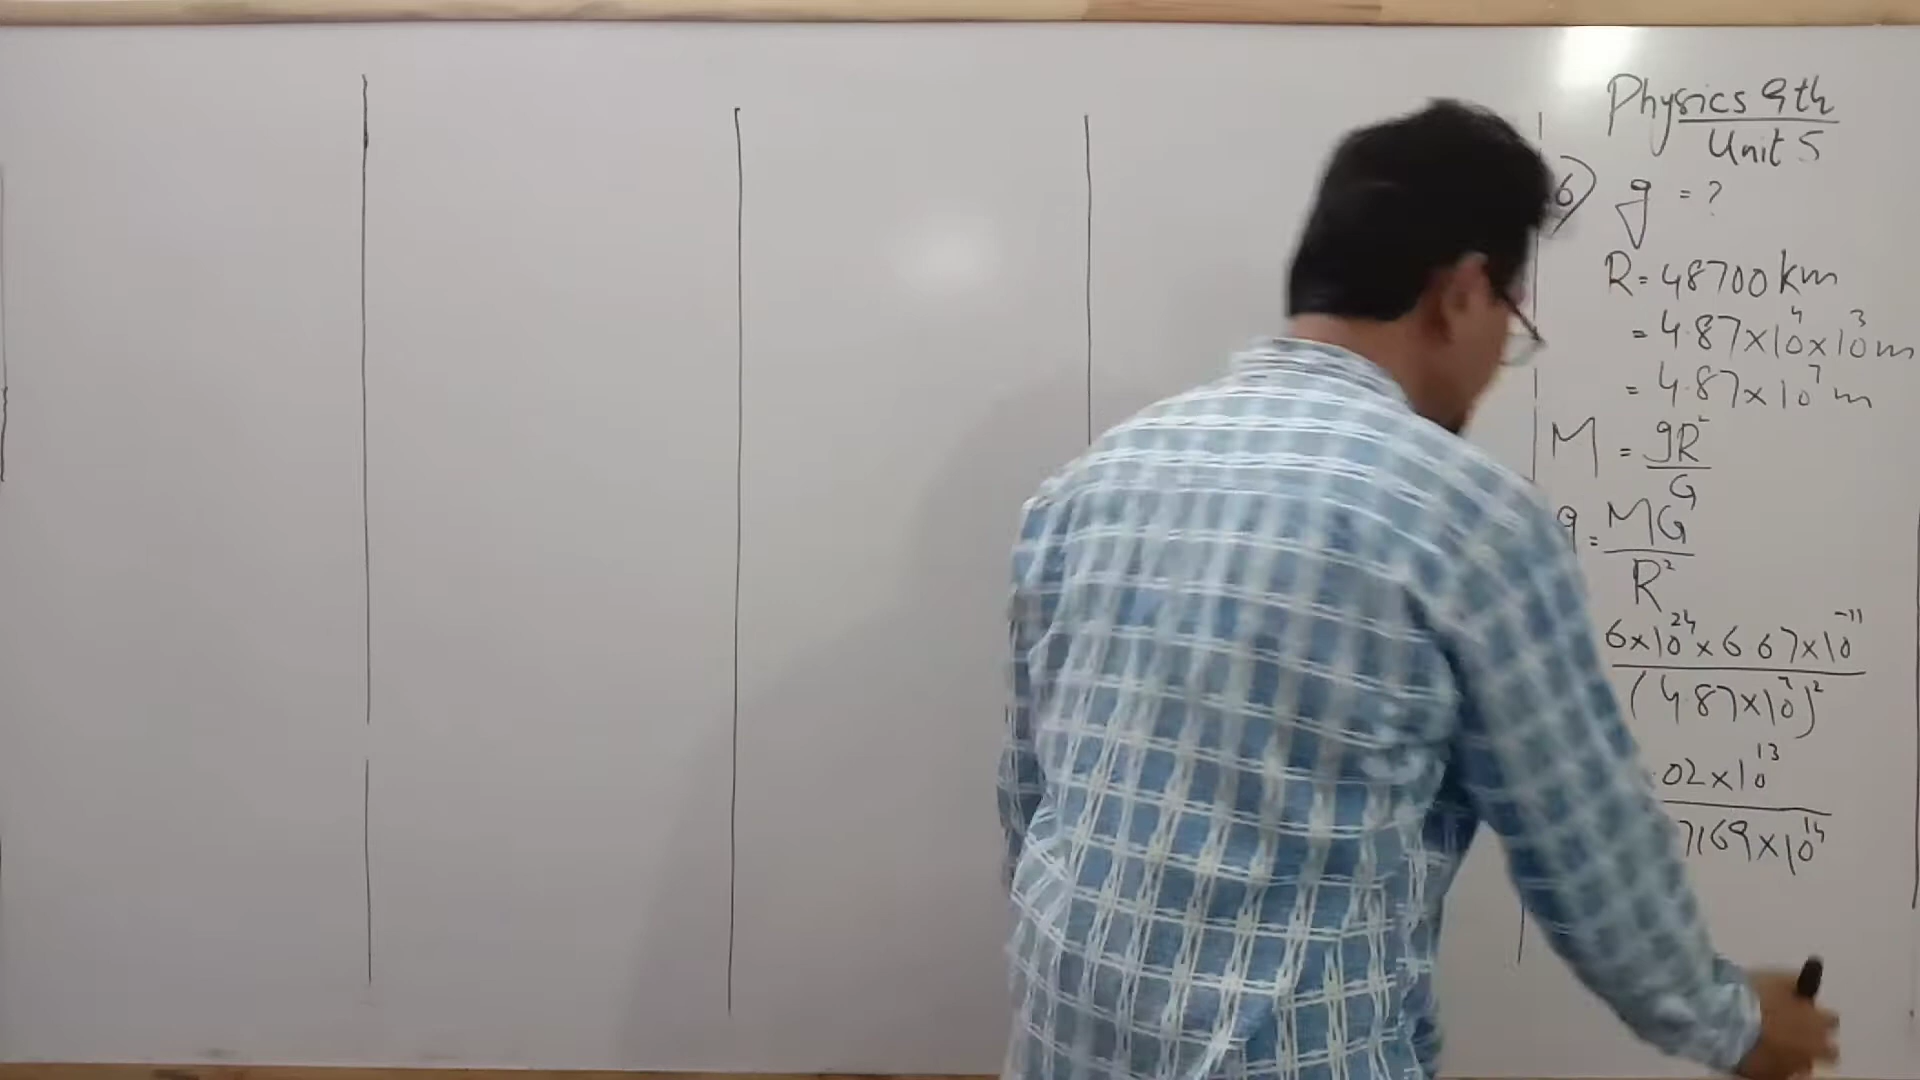 Physics 9th
Unit 5
6) g = ?
R = 48700 km
= 4.87 × 10⁴ × 10³ m
= 4.87 × 10⁷ m
M = gR²/G
g = MG/R²
6×10²⁴ × 6.67×10⁻¹¹
(4.87×10⁷)²
.02 × 10¹³
7169 × 10¹⁴